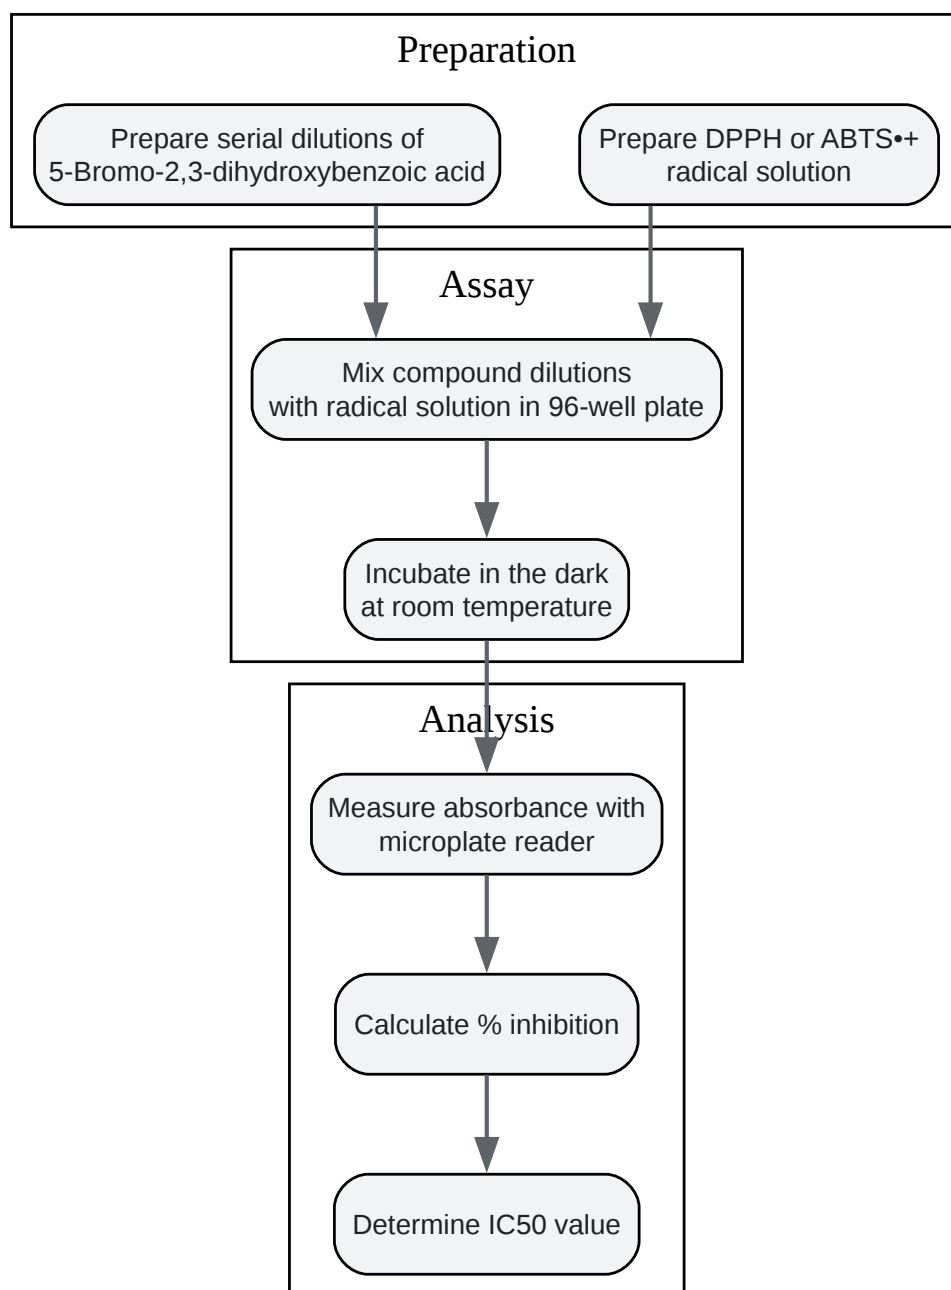 Preparation
Prepare serial dilutions of
5-Bromo-2,3-dihydroxybenzoic acid
Prepare DPPH or ABTS•+
radical solution
Assay
Mix compound dilutions
with radical solution in 96-well plate
Incubate in the dark
at room temperature
Analysis
Measure absorbance with
microplate reader
Calculate % inhibition
Determine IC50 value